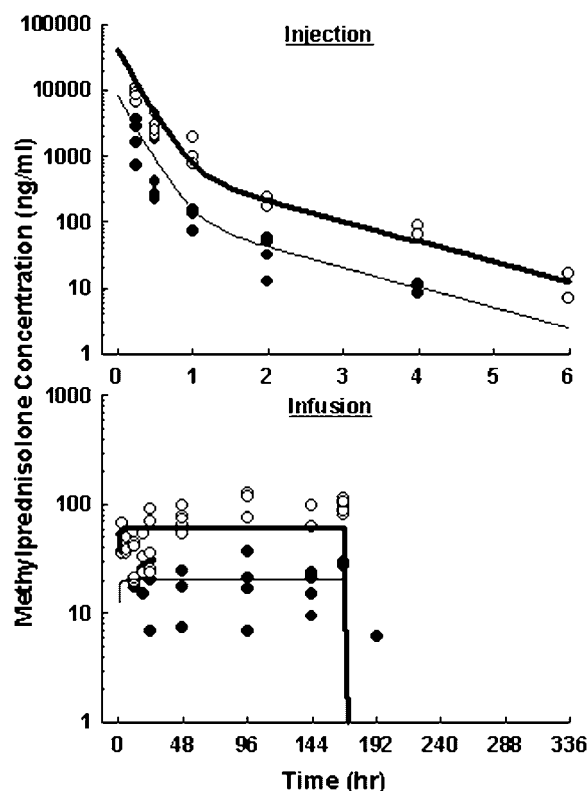 Injection
100000
10000
1000
100
10
1
0 1 2 3 4 5 6
Methylprednisolone Concentration (ng/ml)
Infusion
1000
100
10
1
0 48 96 144 192 240 288 336
Time (hr)